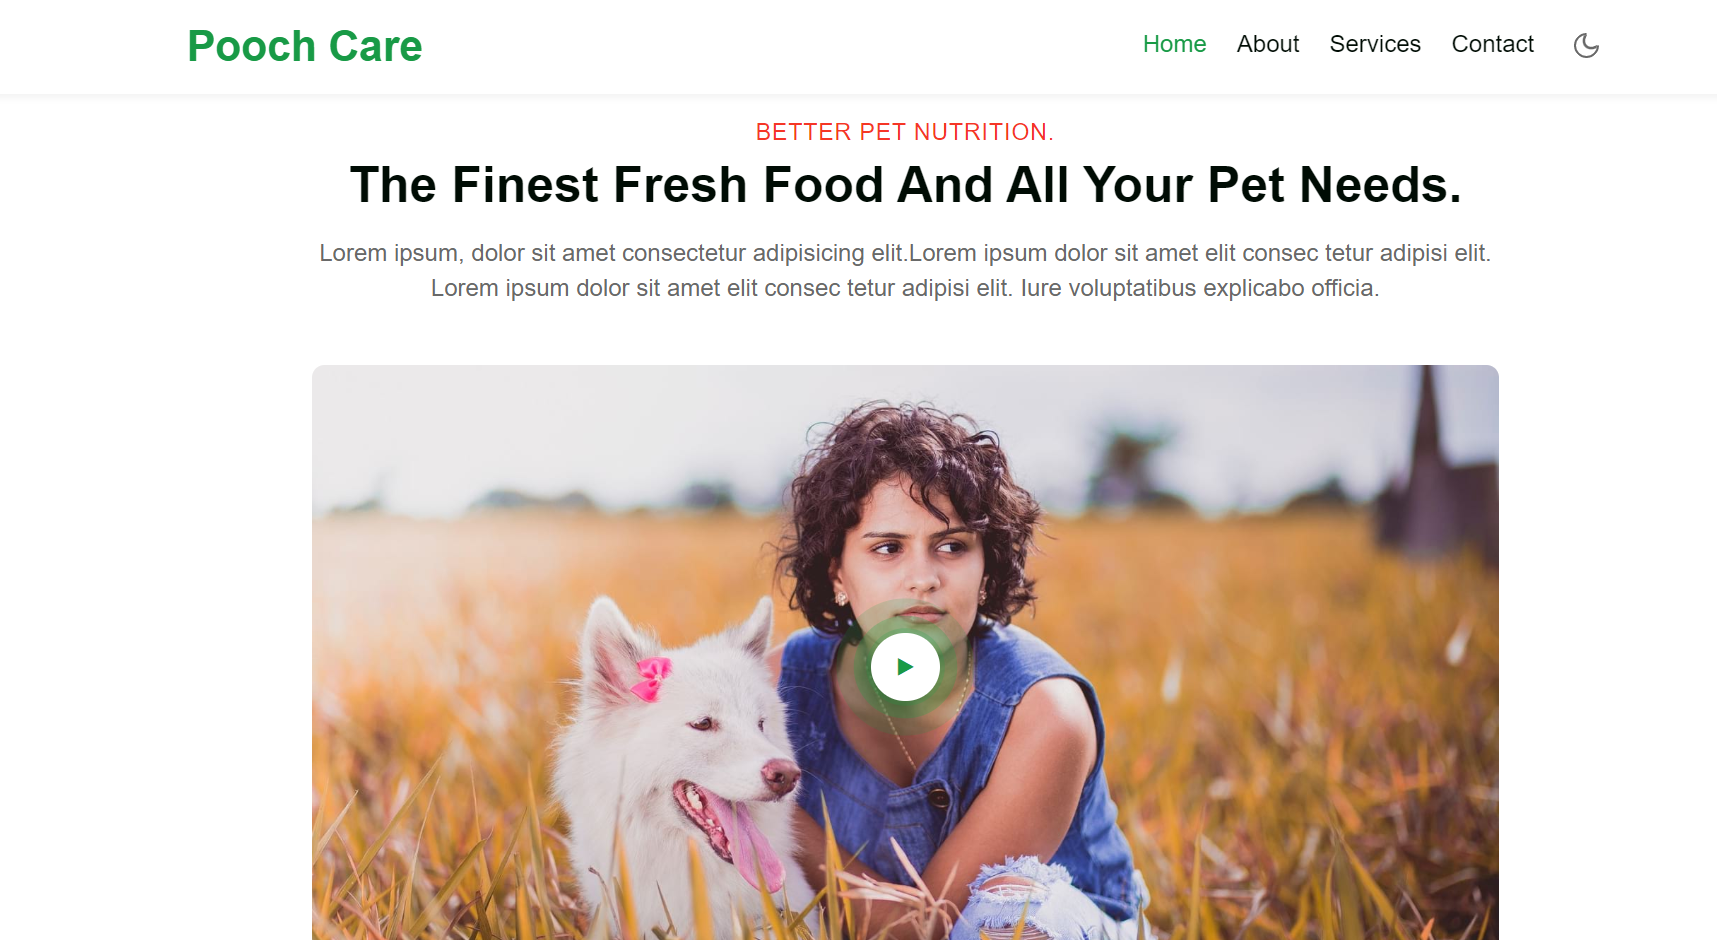 Pooch Care
Home About Services Contact
BETTER PET NUTRITION.
The Finest Fresh Food And All Your Pet Needs.
Lorem ipsum, dolor sit amet consectetur adipisicing elit.Lorem ipsum dolor sit amet elit consec tetur adipisi elit.
Lorem ipsum dolor sit amet elit consec tetur adipisi elit. Iure voluptatibus explicabo officia.